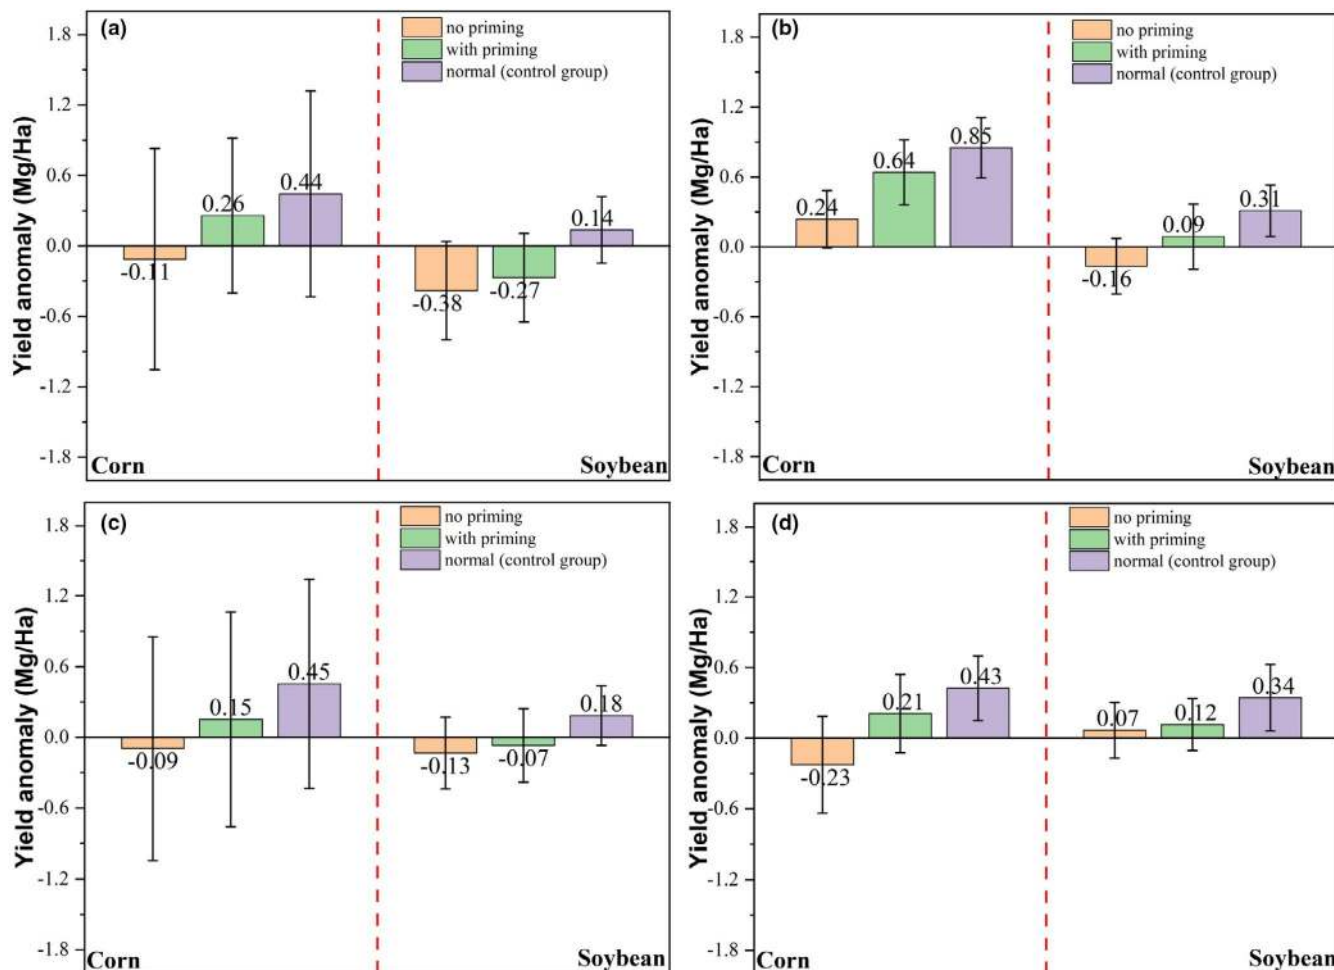 (a)
no priming
with priming
normal (control group)
Yield anomaly (Mg/Ha)
1.8
1.2
0.6
0.0
-0.6
-1.2
-1.8
-0.11
0.26
0.44
-0.38
-0.27
0.14
Corn
Soybean
(b)
no priming
with priming
normal (control group)
Yield anomaly (Mg/Ha)
1.8
1.2
0.6
0.0
-0.6
-1.2
-1.8
0.24
0.64
0.85
-0.16
0.09
0.31
Corn
Soybean
(c)
no priming
with priming
normal (control group)
Yield anomaly (Mg/Ha)
1.8
1.2
0.6
0.0
-0.6
-1.2
-1.8
-0.09
0.15
0.45
-0.13
-0.07
0.18
Corn
Soybean
(d)
no priming
with priming
normal (control group)
Yield anomaly (Mg/Ha)
1.8
1.2
0.6
0.0
-0.6
-1.2
-1.8
-0.23
0.21
0.43
0.07
0.12
0.34
Corn
Soybean